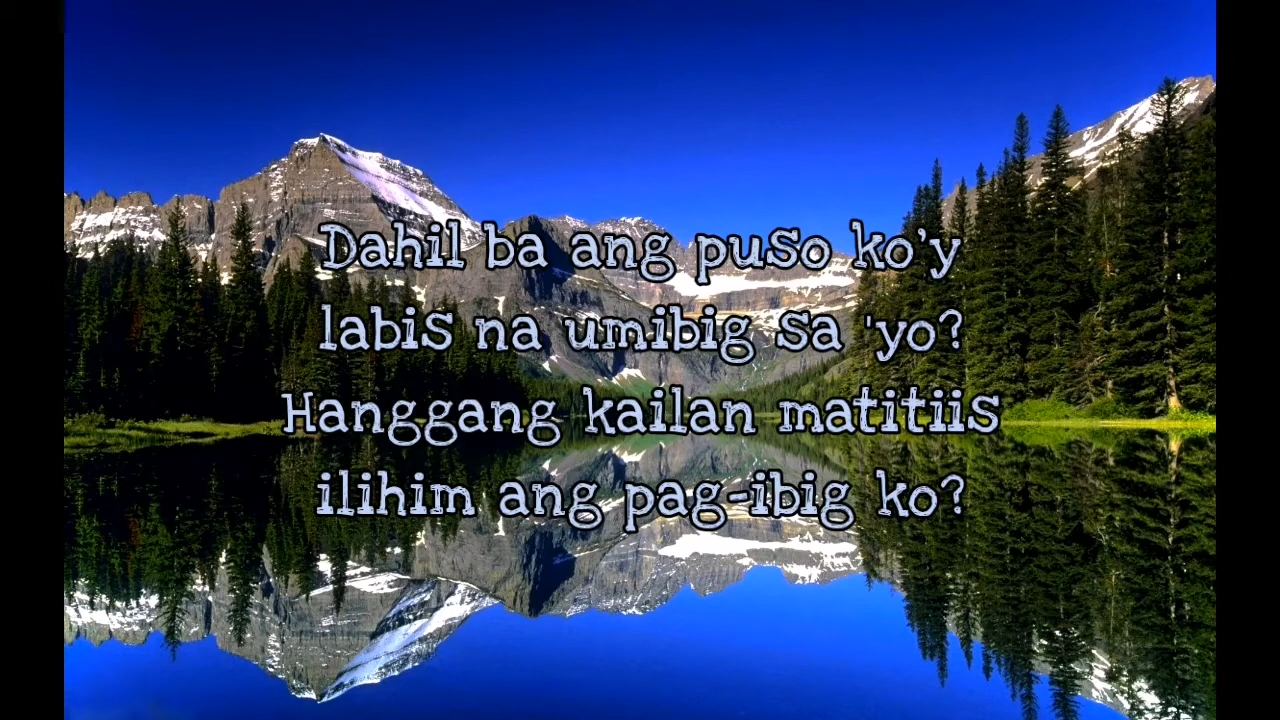 Dahil ba ang puso ko'y
labis na umibig sa 'yo?
Hanggang kailan matitiis
ilihim ang pag-ibig ko?